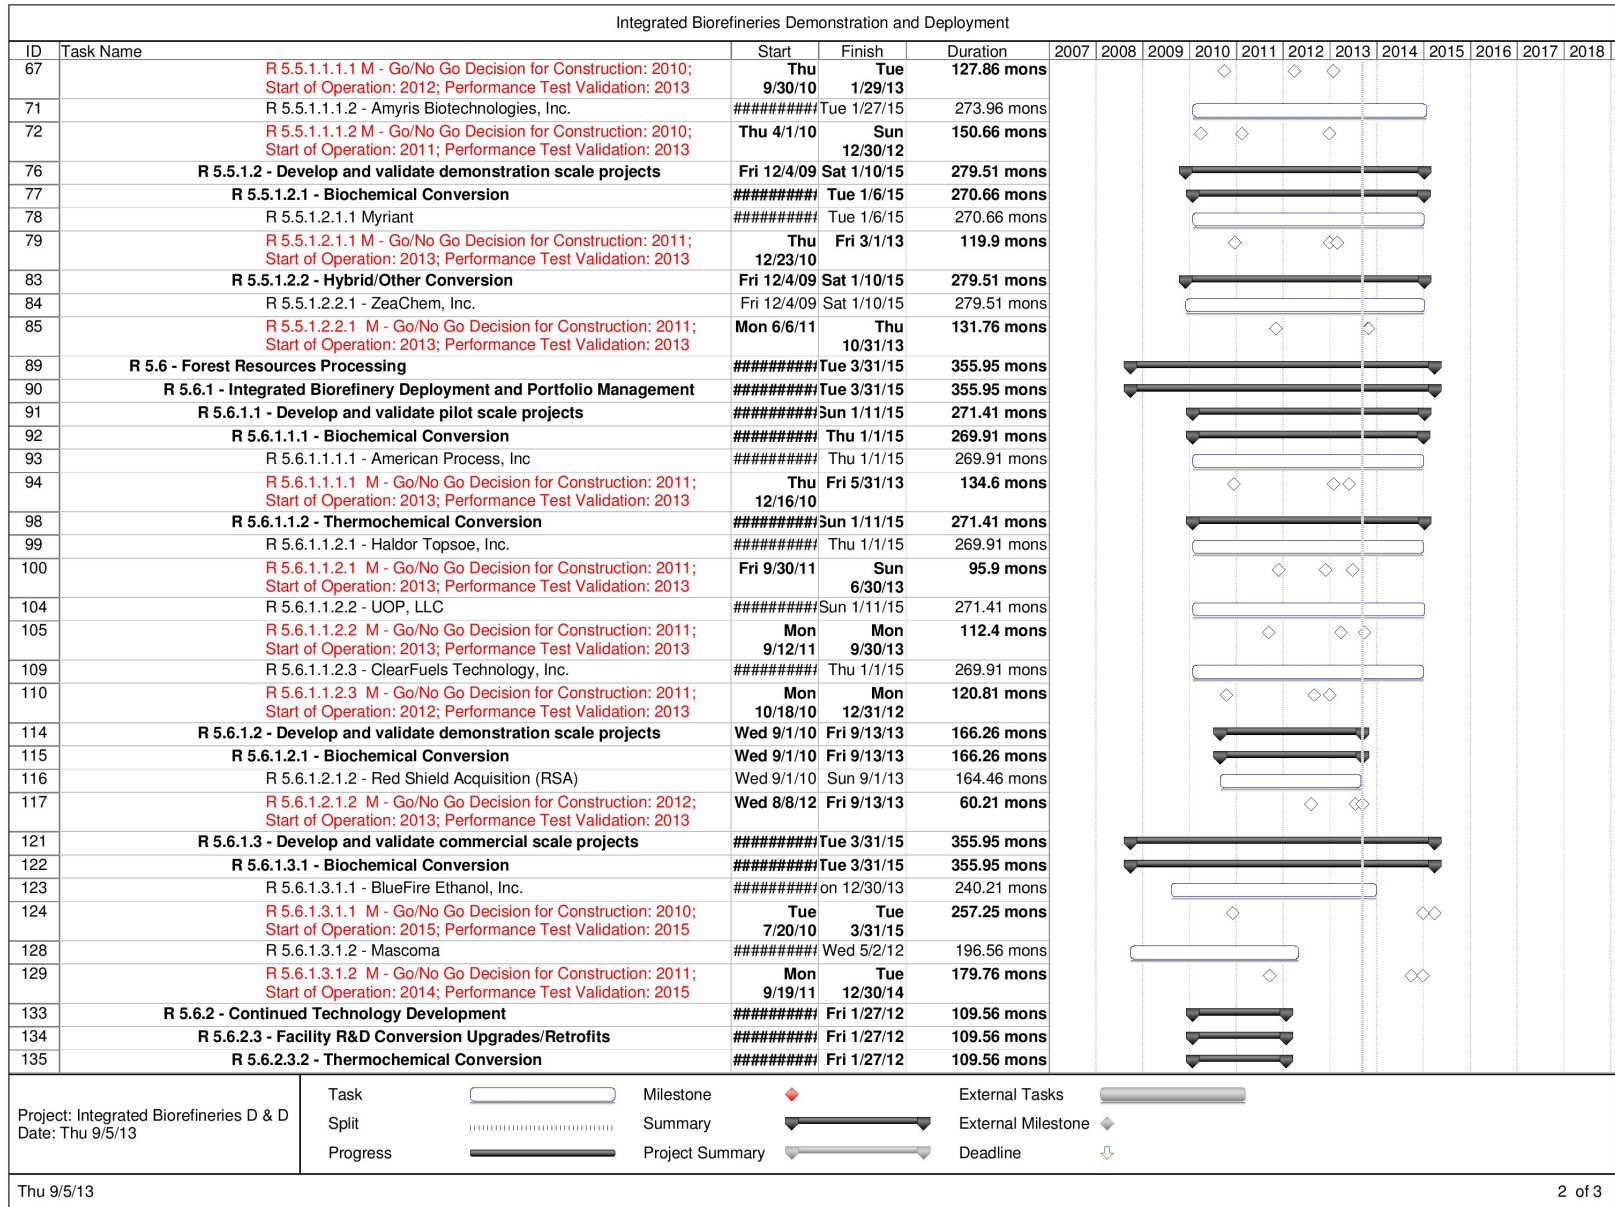 Integrated Biorefineries Demonstration and Deployment
ID Task Name Start Finish Duration 2007 2008 2009 2010 2011 2012 2013 2014 2015 2016 2017 2018
67 R 5.5.1.1.1.1 M - Go/No Go Decision for Construction: 2010; Thu Tue 127.86 mons
Start of Operation: 2012; Performance Test Validation: 2013 9/30/10 1/29/13
71 R 5.5.1.1.1.2 - Amyris Biotechnologies, Inc. ######### Tue 1/27/15 273.96 mons
72 R 5.5.1.1.1.2 M - Go/No Go Decision for Construction: 2010; Thu 4/1/10 Sun 150.66 mons
Start of Operation: 2011; Performance Test Validation: 2013 12/30/12
76 R 5.5.1.2 - Develop and validate demonstration scale projects Fri 12/4/09 Sat 1/10/15 279.51 mons
77 R 5.5.1.2.1 - Biochemical Conversion ######### Tue 1/6/15 270.66 mons
78 R 5.5.1.2.1.1 Myriant ######### Tue 1/6/15 270.66 mons
79 R 5.5.1.2.1.1 M - Go/No Go Decision for Construction: 2011; Thu Fri 3/1/13 119.9 mons
Start of Operation: 2013; Performance Test Validation: 2013 12/23/10
83 R 5.5.1.2.2 - Hybrid/Other Conversion Fri 12/4/09 Sat 1/10/15 279.51 mons
84 R 5.5.1.2.2.1 - ZeaChem, Inc. Fri 12/4/09 Sat 1/10/15 279.51 mons
85 R 5.5.1.2.2.1 M - Go/No Go Decision for Construction: 2011; Mon 6/6/11 Thu 131.76 mons
Start of Operation: 2013; Performance Test Validation: 2013 10/31/13
89 R 5.6 - Forest Resources Processing ######### Tue 3/31/15 355.95 mons
90 R 5.6.1 - Integrated Biorefinery Deployment and Portfolio Management ######### Tue 3/31/15 355.95 mons
91 R 5.6.1.1 - Develop and validate pilot scale projects ######### Sun 1/11/15 271.41 mons
92 R 5.6.1.1.1 - Biochemical Conversion ######### Thu 1/1/15 269.91 mons
93 R 5.6.1.1.1.1 - American Process, Inc ######### Thu 1/1/15 269.91 mons
94 R 5.6.1.1.1.1 M - Go/No Go Decision for Construction: 2011; Thu Fri 5/31/13 134.6 mons
Start of Operation: 2013; Performance Test Validation: 2013 12/16/10
98 R 5.6.1.1.2 - Thermochemical Conversion ######### Sun 1/11/15 271.41 mons
99 R 5.6.1.1.2.1 - Haldor Topsoe, Inc. ######### Thu 1/1/15 269.91 mons
100 R 5.6.1.1.2.1 M - Go/No Go Decision for Construction: 2011; Fri 9/30/11 Sun 95.9 mons
Start of Operation: 2013; Performance Test Validation: 2013 6/30/13
104 R 5.6.1.1.2.2 - UOP, LLC ######### Sun 1/11/15 271.41 mons
105 R 5.6.1.1.2.2 M - Go/No Go Decision for Construction: 2011; Mon Mon 112.4 mons
Start of Operation: 2013; Performance Test Validation: 2013 9/12/11 9/30/13
109 R 5.6.1.1.2.3 - ClearFuels Technology, Inc. ######### Thu 1/1/15 269.91 mons
110 R 5.6.1.1.2.3 M - Go/No Go Decision for Construction: 2011; Mon Mon 120.81 mons
Start of Operation: 2012; Performance Test Validation: 2013 10/18/10 12/31/12
114 R 5.6.1.2 - Develop and validate demonstration scale projects Wed 9/1/10 Fri 9/13/13 166.26 mons
115 R 5.6.1.2.1 - Biochemical Conversion Wed 9/1/10 Fri 9/13/13 166.26 mons
116 R 5.6.1.2.1.2 - Red Shield Acquisition (RSA) Wed 9/1/10 Sun 9/1/13 164.46 mons
117 R 5.6.1.2.1.2 M - Go/No Go Decision for Construction: 2012; Wed 8/8/12 Fri 9/13/13 60.21 mons
Start of Operation: 2013; Performance Test Validation: 2013
121 R 5.6.1.3 - Develop and validate commercial scale projects ######### Tue 3/31/15 355.95 mons
122 R 5.6.1.3.1 - Biochemical Conversion ######### Tue 3/31/15 355.95 mons
123 R 5.6.1.3.1.1 - BlueFire Ethanol, Inc. ######### on 12/30/13 240.21 mons
124 R 5.6.1.3.1.1 M - Go/No Go Decision for Construction: 2010; Tue Tue 257.25 mons
Start of Operation: 2015; Performance Test Validation: 2015 7/20/10 3/31/15
128 R 5.6.1.3.1.2 - Mascoma ######### Wed 5/2/12 196.56 mons
129 R 5.6.1.3.1.2 M - Go/No Go Decision for Construction: 2011; Mon Tue 179.76 mons
Start of Operation: 2014; Performance Test Validation: 2015 9/19/11 12/30/14
133 R 5.6.2 - Continued Technology Development ######### Fri 1/27/12 109.56 mons
134 R 5.6.2.3 - Facility R&D Conversion Upgrades/Retrofits ######### Fri 1/27/12 109.56 mons
135 R 5.6.2.3.2 - Thermochemical Conversion ######### Fri 1/27/12 109.56 mons
Project: Integrated Biorefineries D & D
Date: Thu 9/5/13
Task Milestone External Tasks
Split Summary External Milestone
Progress Project Summary Deadline
Thu 9/5/13 2 of 3